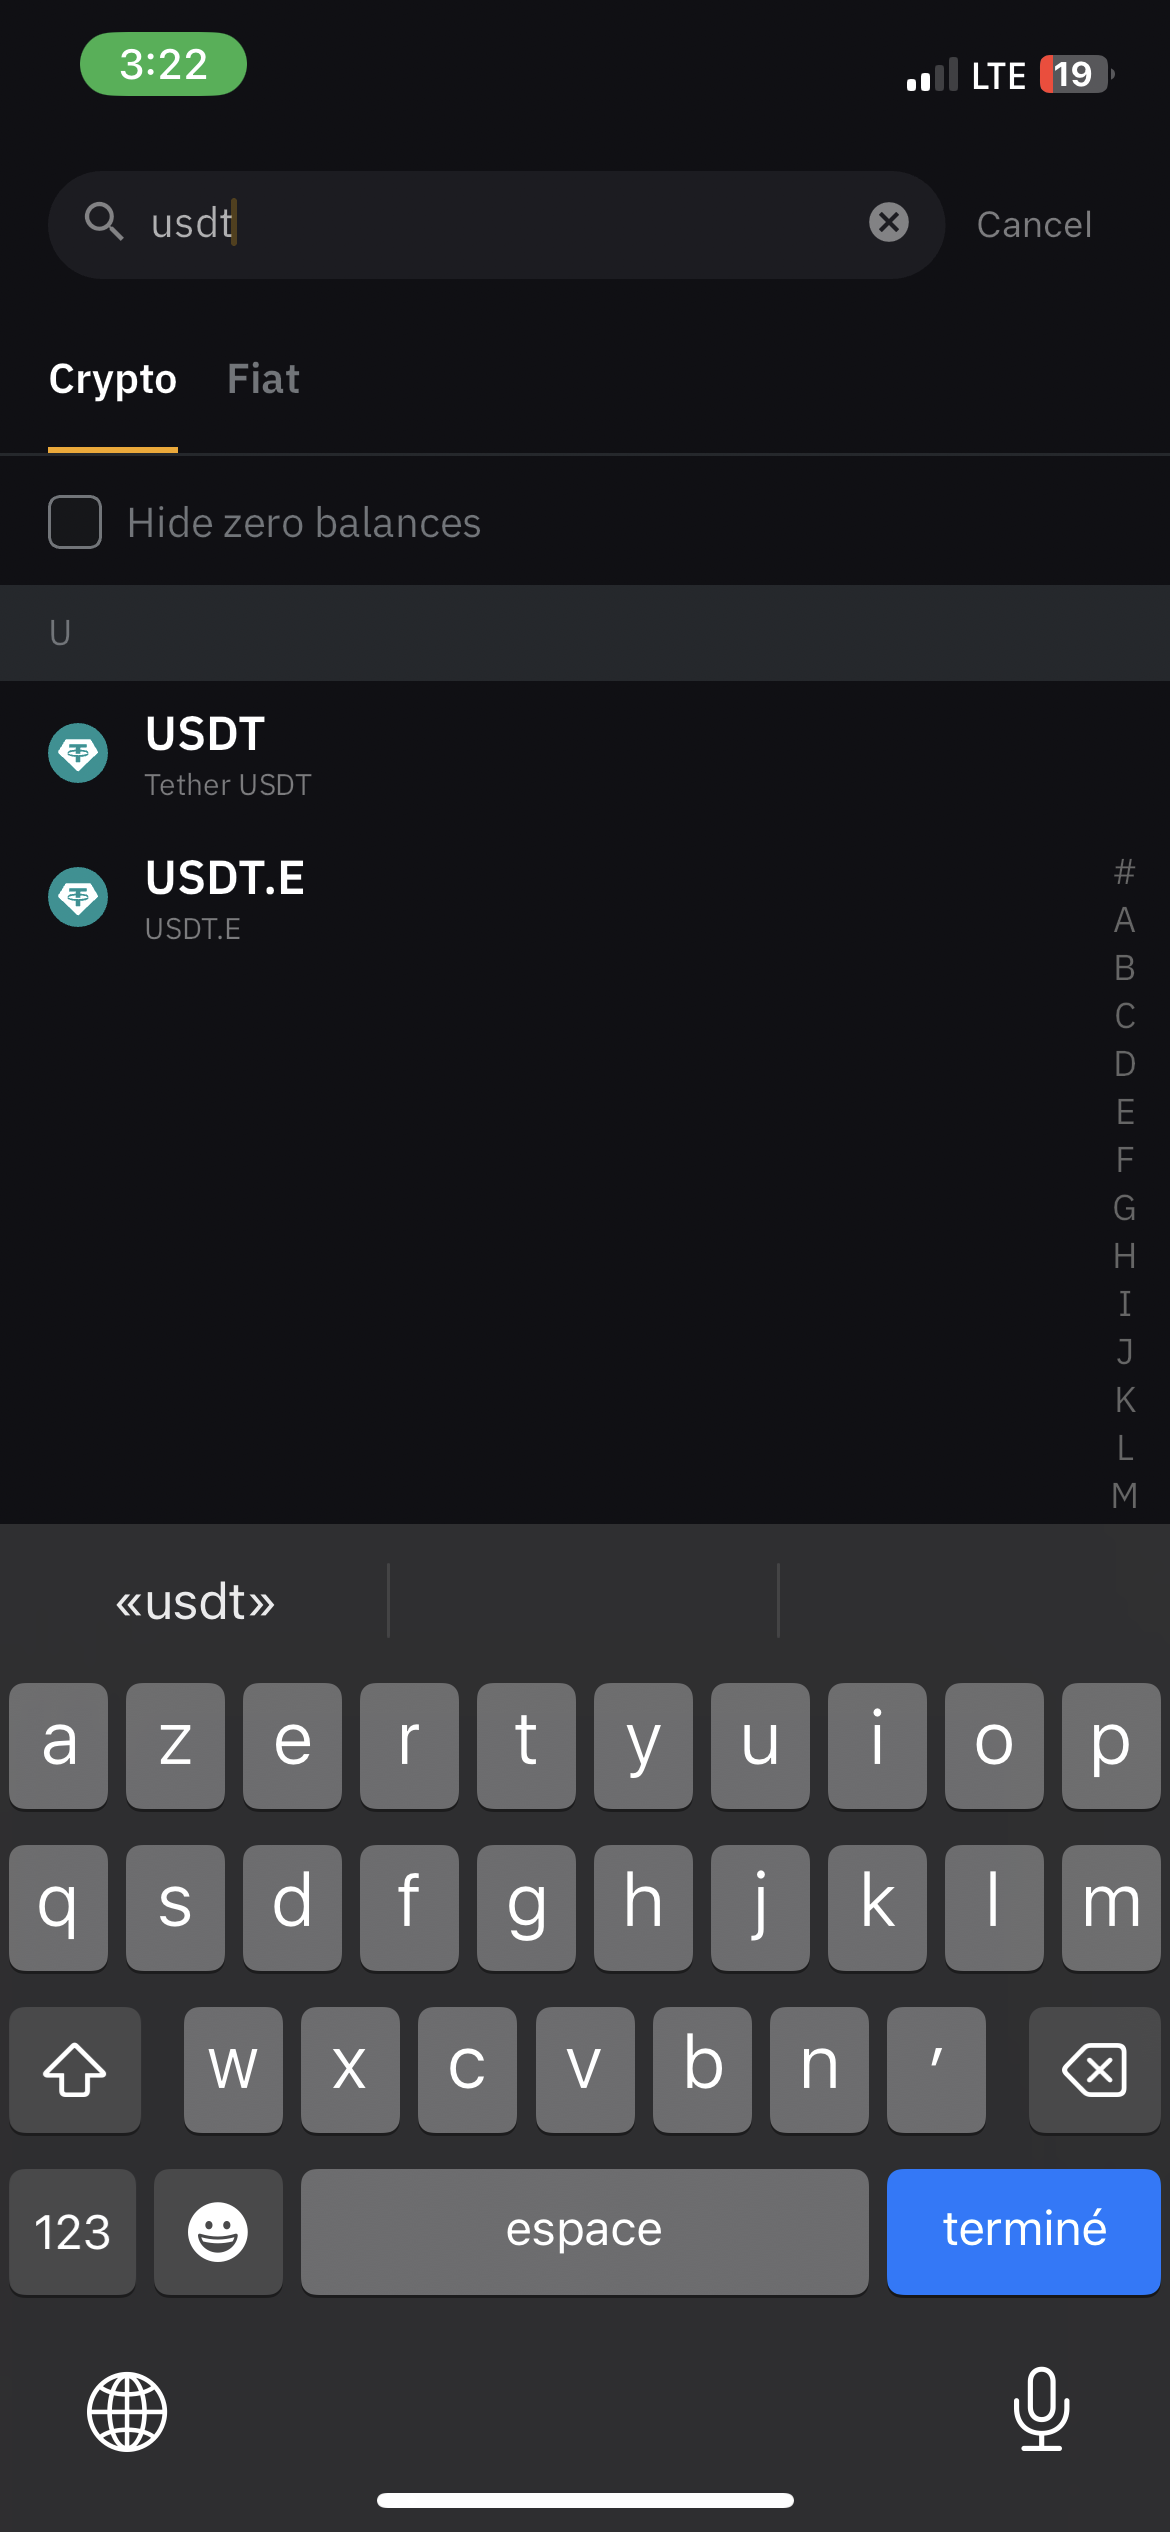 3:22
LTE 19
usdt
Cancel
Crypto Fiat
Hide zero balances
U
USDT
Tether USDT
USDT.E
USDT.E
#
A
B
C
D
E
F
G
H
I
J
K
L
M
«usdt»
a z e r t y u i o p
q s d f g h j k l m
w x c v b n ′
123 espace terminé